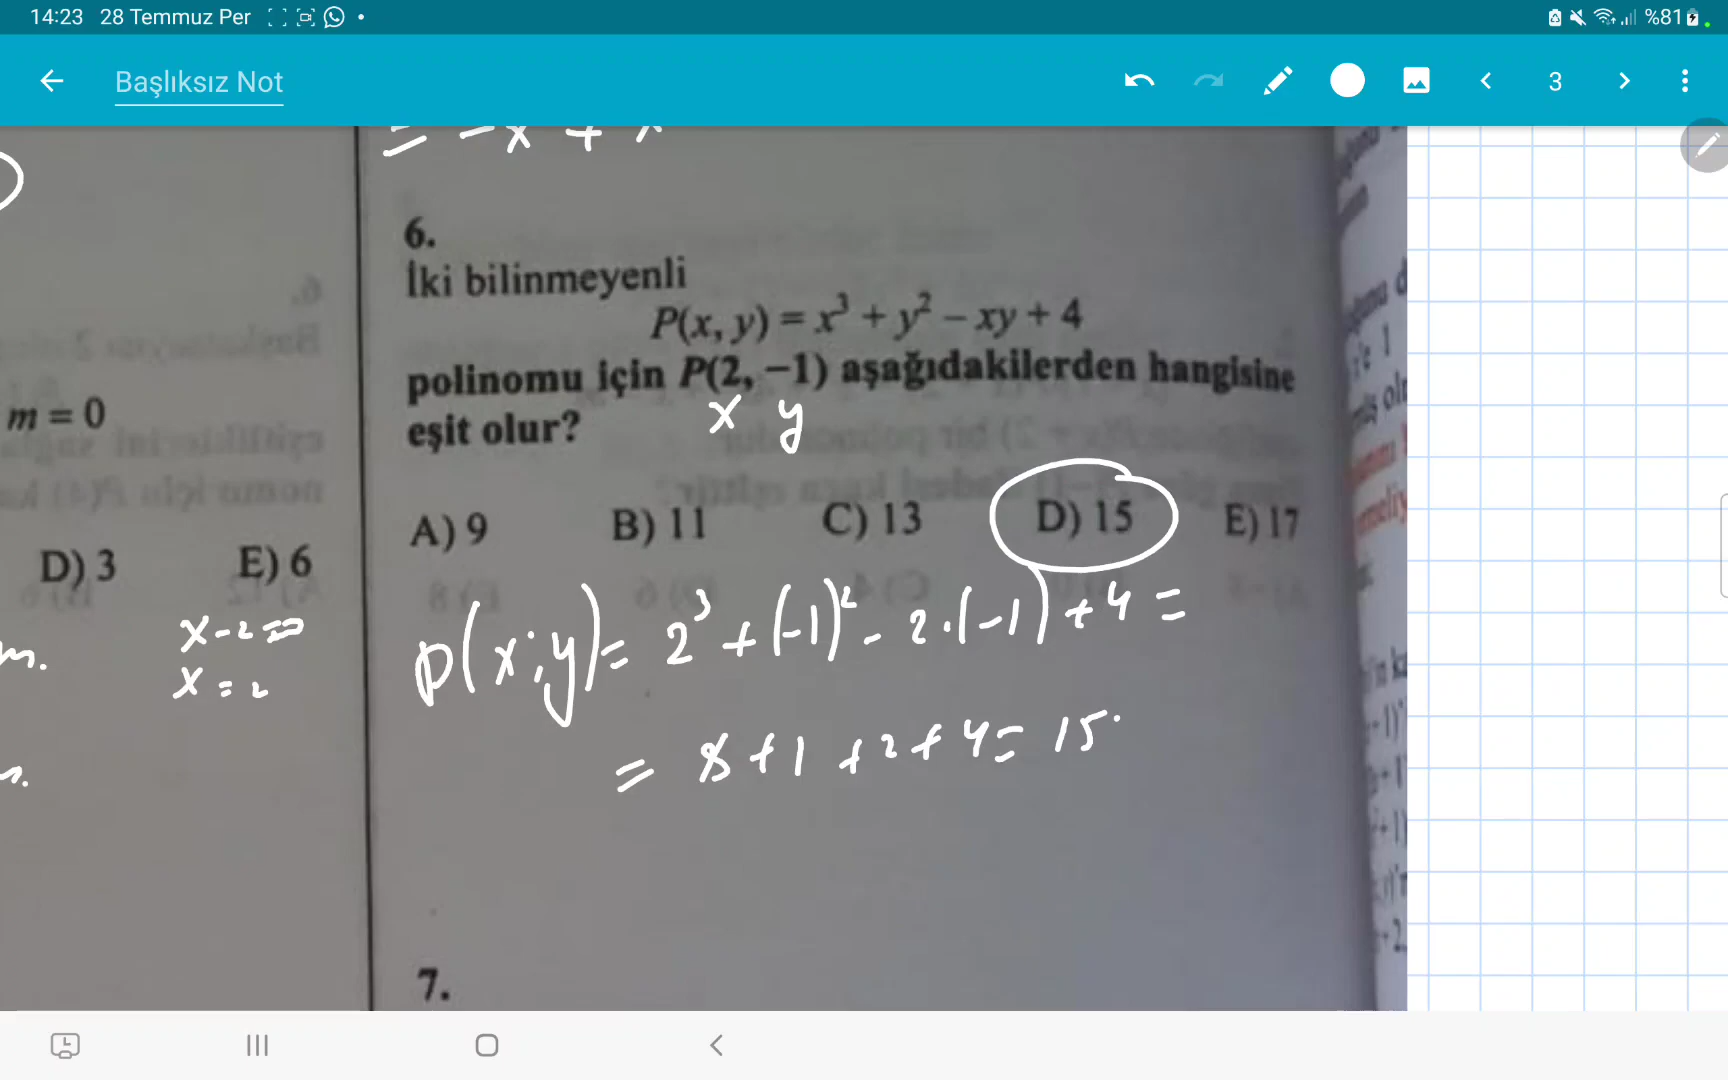 14:23 28 Temmuz Per
%81
Başlıksız Not
3
= -x +
6.
İki bilinmeyenli
P(x, y) = x³ + y² – xy + 4
polinomu için P(2, –1) aşağıdakilerden hangisine
eşit olur?
x y
A) 9 B) 11 C) 13 D) 15 E) 17
P(x;y) = 2³ + (-1)² - 2.(-1) + 4 =
= 8 + 1 + 2 + 4 = 15
7.
m = 0
D) 3 E) 6
x-2=0
x = 2
m.